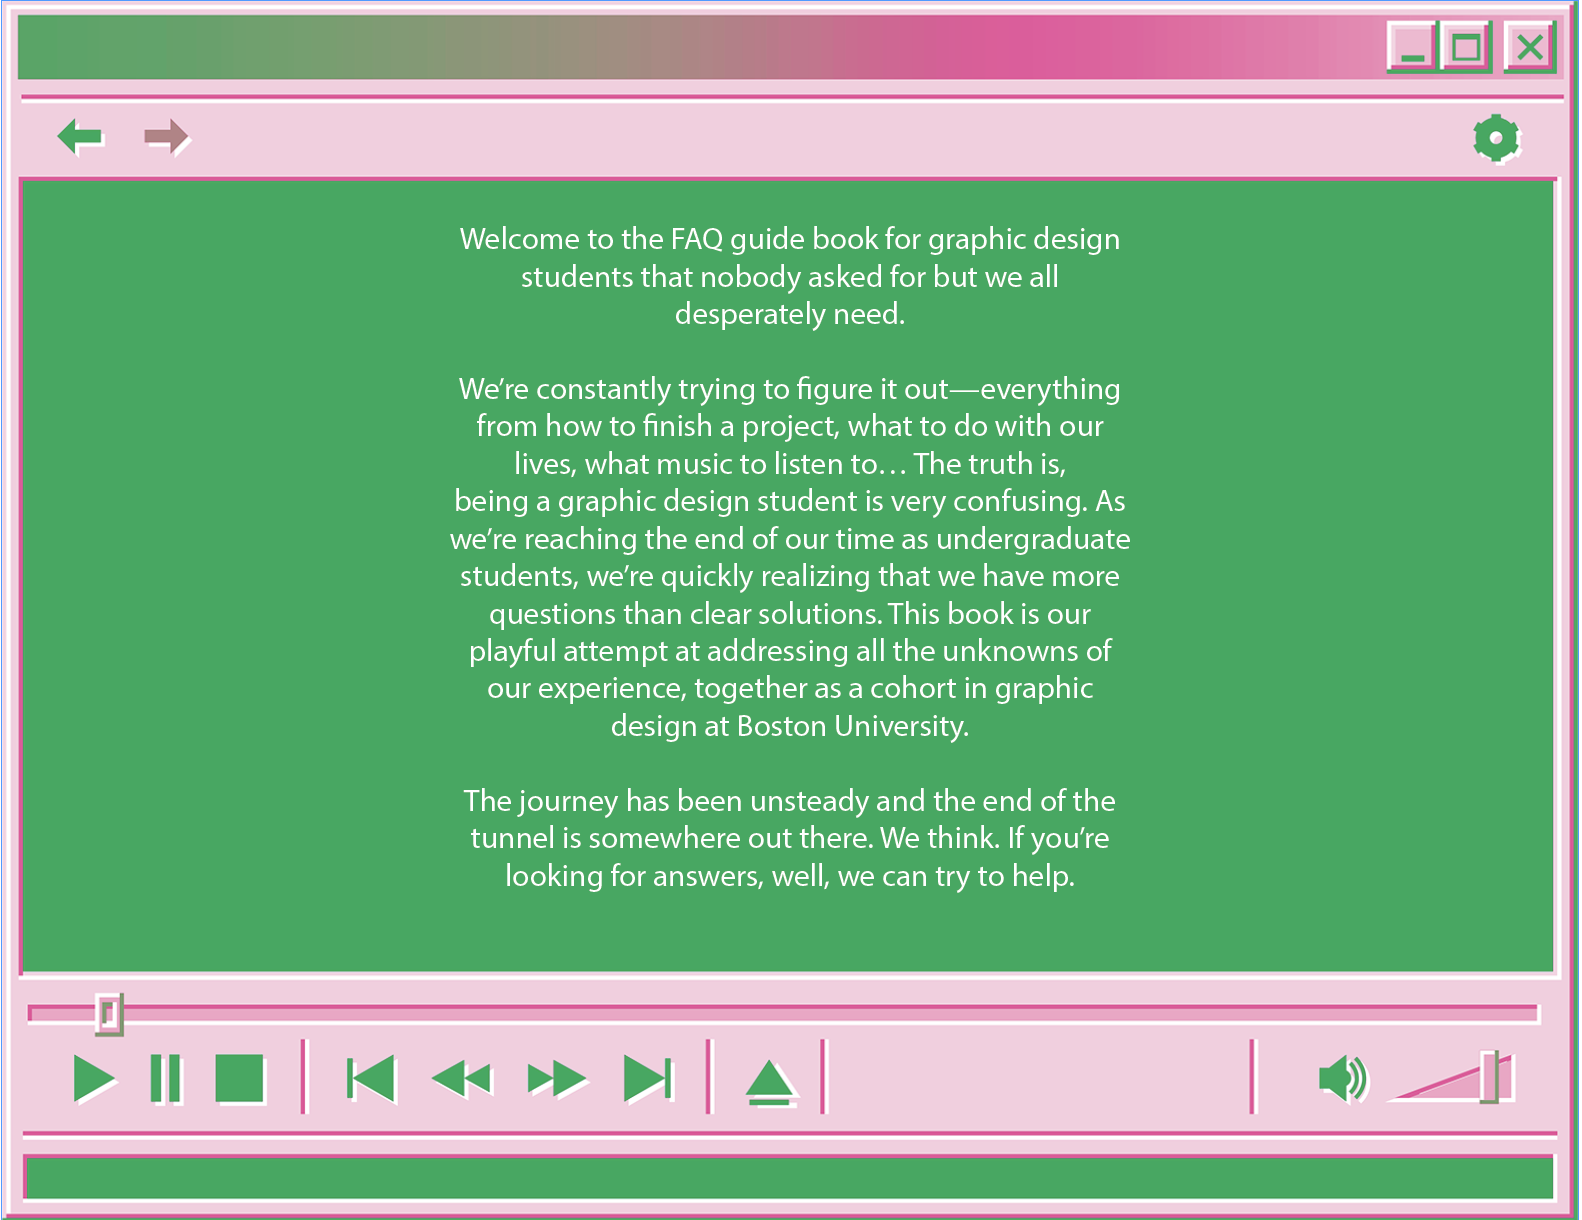 Welcome to the FAQ guide book for graphic design
students that nobody asked for but we all
desperately need.
We’re constantly trying to figure it out—everything
from how to finish a project, what to do with our
lives, what music to listen to… The truth is,
being a graphic design student is very confusing. As
we’re reaching the end of our time as undergraduate
students, we’re quickly realizing that we have more
questions than clear solutions. This book is our
playful attempt at addressing all the unknowns of
our experience, together as a cohort in graphic
design at Boston University.
The journey has been unsteady and the end of the
tunnel is somewhere out there. We think. If you’re
looking for answers, well, we can try to help.